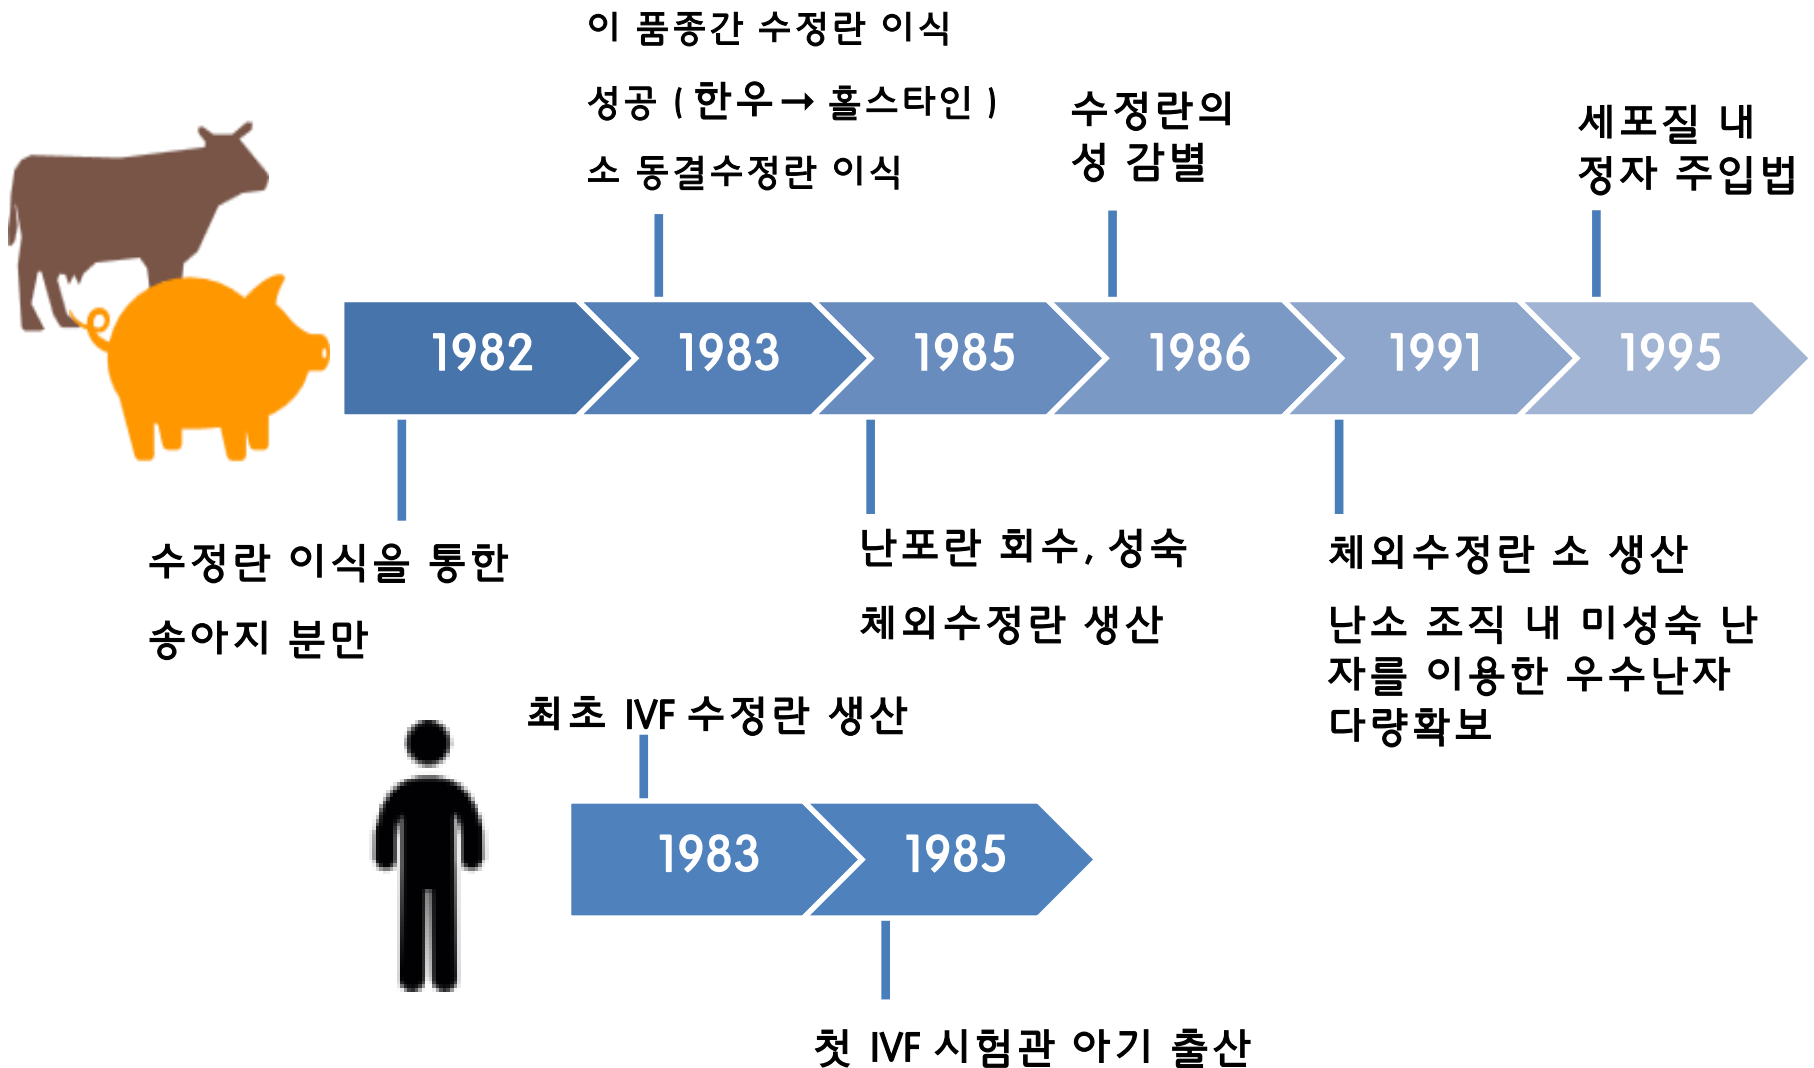 이 품종간 수정란 이식
성공 ( 한우→ 홀스타인 )
소 동결수정란 이식
수정란의
성 감별
세포질 내
정자 주입법
1982
1983
1985
1986
1991
1995
수정란 이식을 통한
송아지 분만
난포란 회수, 성숙
체외수정란 생산
체외수정란 소 생산
난소 조직 내 미성숙 난
자를 이용한 우수난자
다량확보
최초 IVF 수정란 생산
1983
1985
첫 IVF 시험관 아기 출산